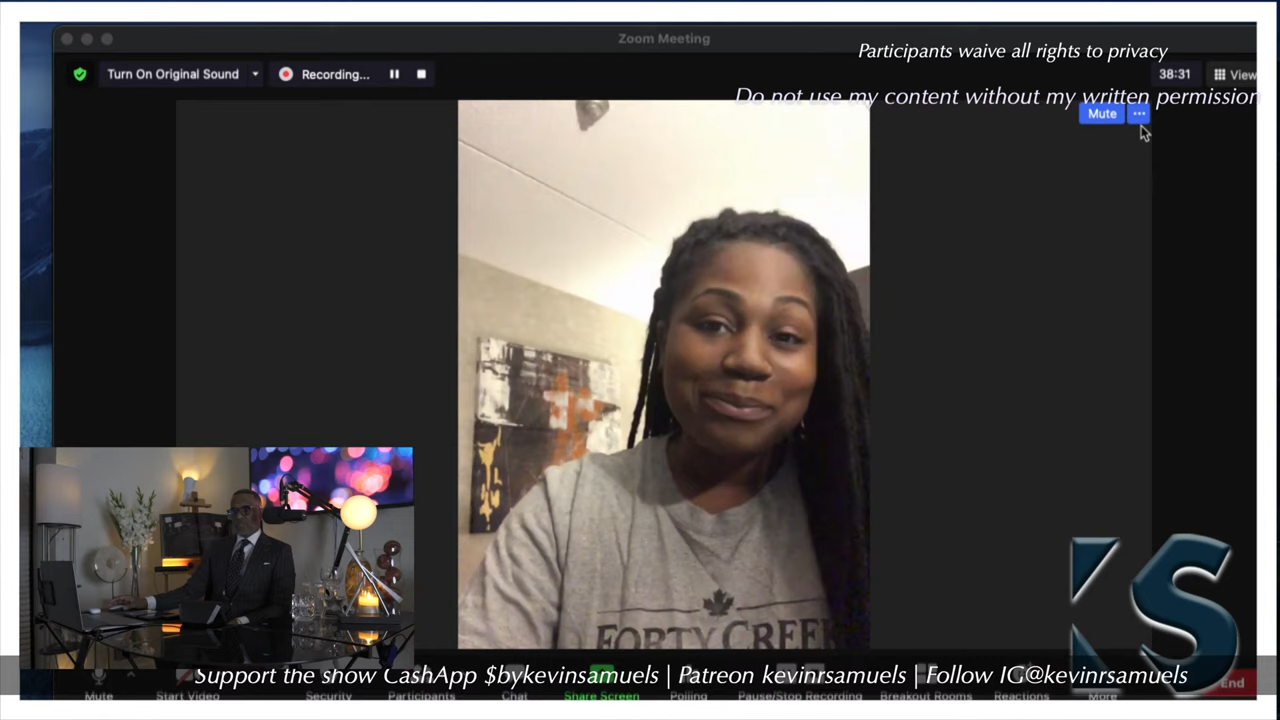 Zoom Meeting
Participants waive all rights to privacy
Turn On Original Sound
Recording...
38:31
View
Do not use my content without my written permission
Mute
FORTY CREEK
KS
Support the show CashApp $bykevinsamuels | Patreon kevinrsamuels | Follow IG@kevinrsamuels
Mute
Start Video
Security
Participants
Chat
Share Screen
Polling
Pause/Stop Recording
Breakout Rooms
Reactions
More
End